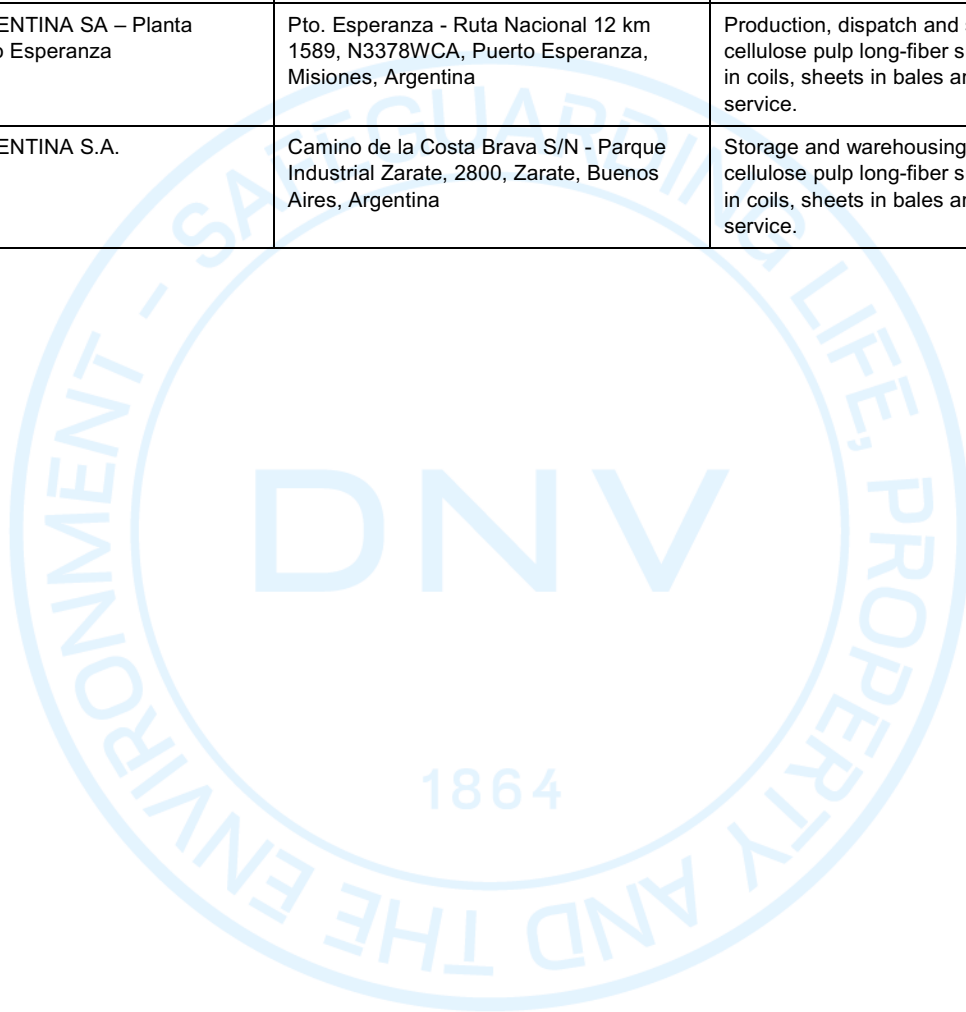 ENTINA SA – Planta
Esperanza
Pto. Esperanza - Ruta Nacional 12 km
1589, N3378WCA, Puerto Esperanza,
Misiones, Argentina
Production, dispatch and
cellulose pulp long-fiber
in coils, sheets in bales
service.
ENTINA S.A.
Camino de la Costa Brava S/N - Parque
Industrial Zarate, 2800, Zarate, Buenos
Aires, Argentina
Storage and warehousing
cellulose pulp long-fiber
in coils, sheets in bales
service.
SAFEGUARDING LIFE, PROPERTY AND THE ENVIRONMENT -
DNV
1864